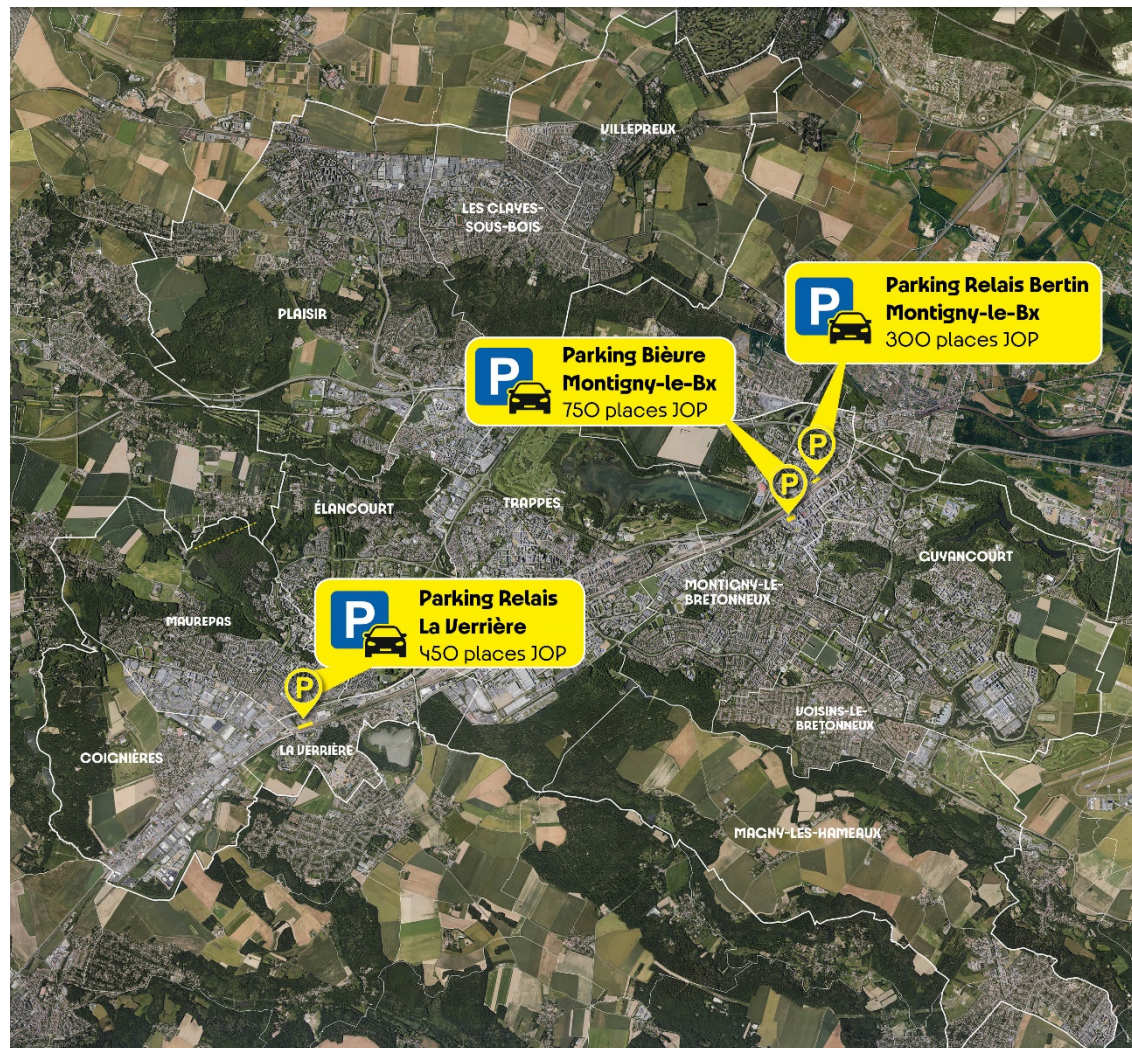 VILLEPREUX
LES CLAYES-
SOUS-BOIS
PLAISIR
P
Parking Relais Bertin
Montigny-le-Bx
300 places JOP
P
Parking Bièvre
Montigny-le-Bx
750 places JOP
P
P
ÉLANCOURT
TRAPPES
GUYANCOURT
MONTIGNY-LE-
BRETONNEUX
MAUREPAS
P
Parking Relais
La Verrière
450 places JOP
P
VOISINS-LE-
BRETONNEUX
LA VERRIÈRE
COIGNIÈRES
MAGNY-LES-HAMEAUX